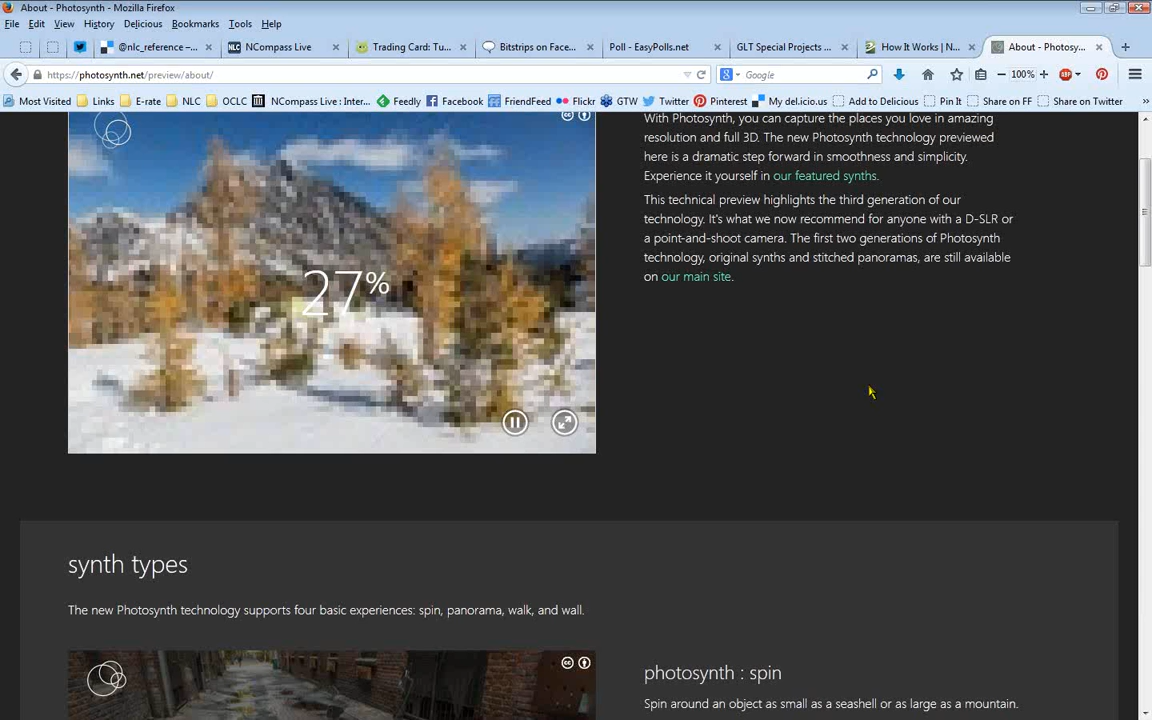 About - Photosynth - Mozilla Firefox
File Edit View History Delicious Bookmarks Tools Help
@nlc_reference –... NCompass Live Trading Card: Tu... Bitstrips on Face... Poll - EasyPolls.net GLT Special Projects ... How It Works | N... About - Photosy...
https://photosynth.net/preview/about/ Google 100%
Most Visited Links E-rate NLC OCLC NCompass Live: Inter... Feedly Facebook FriendFeed Flickr GTW Twitter Pinterest My del.icio.us Add to Delicious Pin It Share on FF Share on Twitter
With Photosynth, you can capture the places you love in amazing
resolution and full 3D. The new Photosynth technology previewed
here is a dramatic step forward in smoothness and simplicity.
Experience it yourself in our featured synths.
This technical preview highlights the third generation of our
technology. It's what we now recommend for anyone with a D-SLR or
a point-and-shoot camera. The first two generations of Photosynth
technology, original synths and stitched panoramas, are still available
on our main site.
27%
synth types
The new Photosynth technology supports four basic experiences: spin, panorama, walk, and wall.
photosynth : spin
Spin around an object as small as a seashell or as large as a mountain.